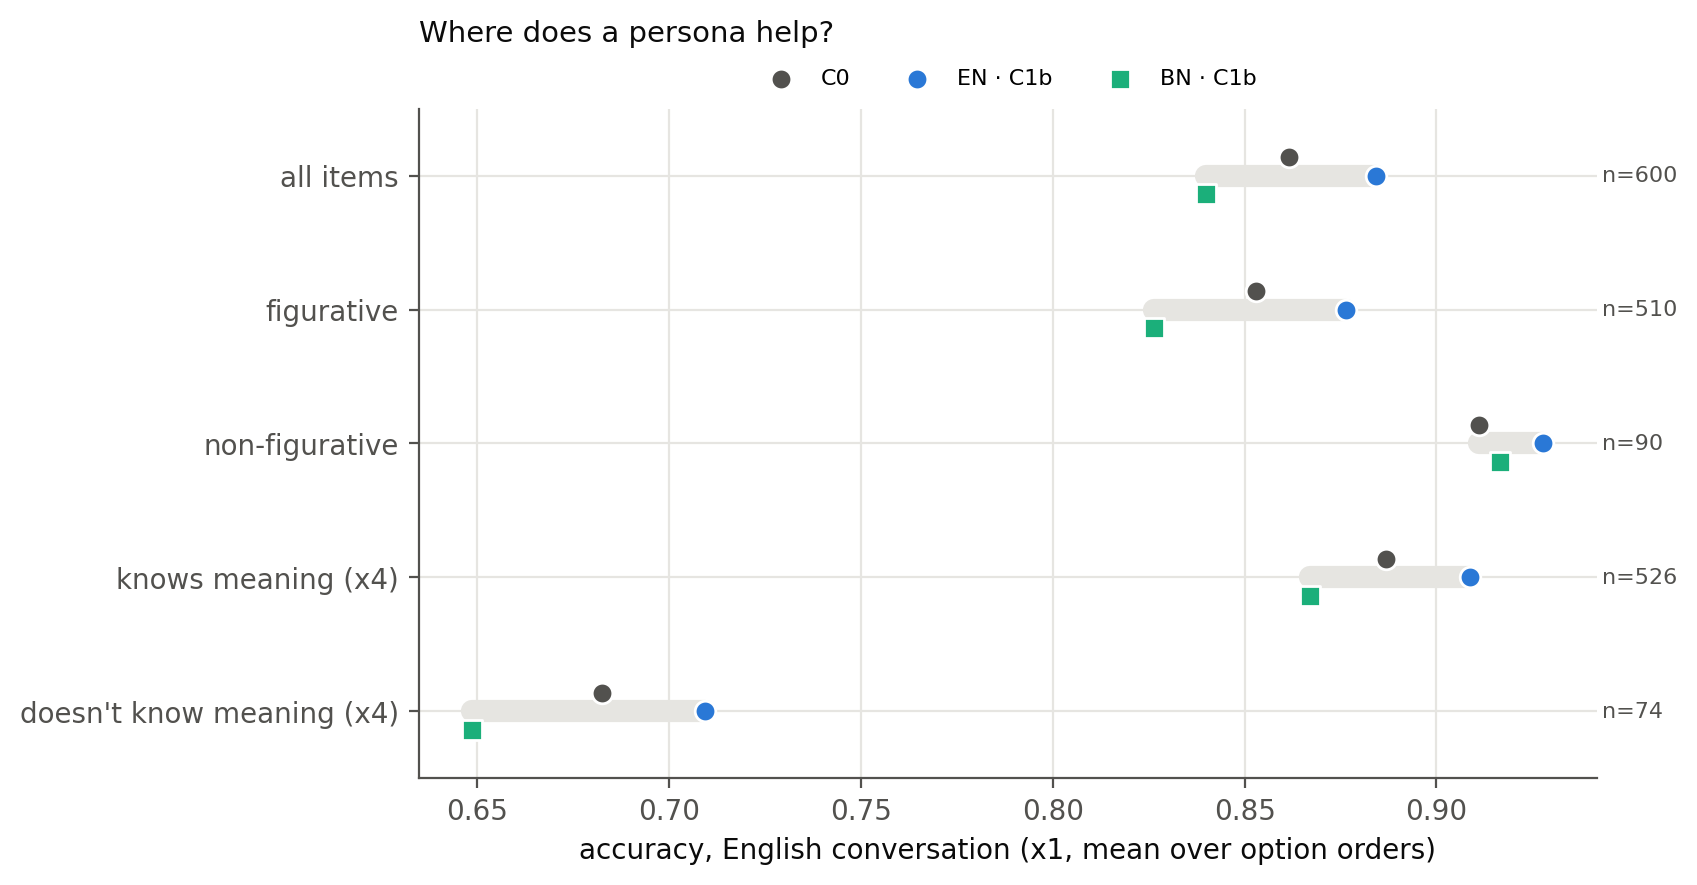 Where does a persona help?
C0 EN · C1b BN · C1b
all items n=600
figurative n=510
non-figurative n=90
knows meaning (x4) n=526
doesn't know meaning (x4) n=74
0.65 0.70 0.75 0.80 0.85 0.90
accuracy, English conversation (x1, mean over option orders)